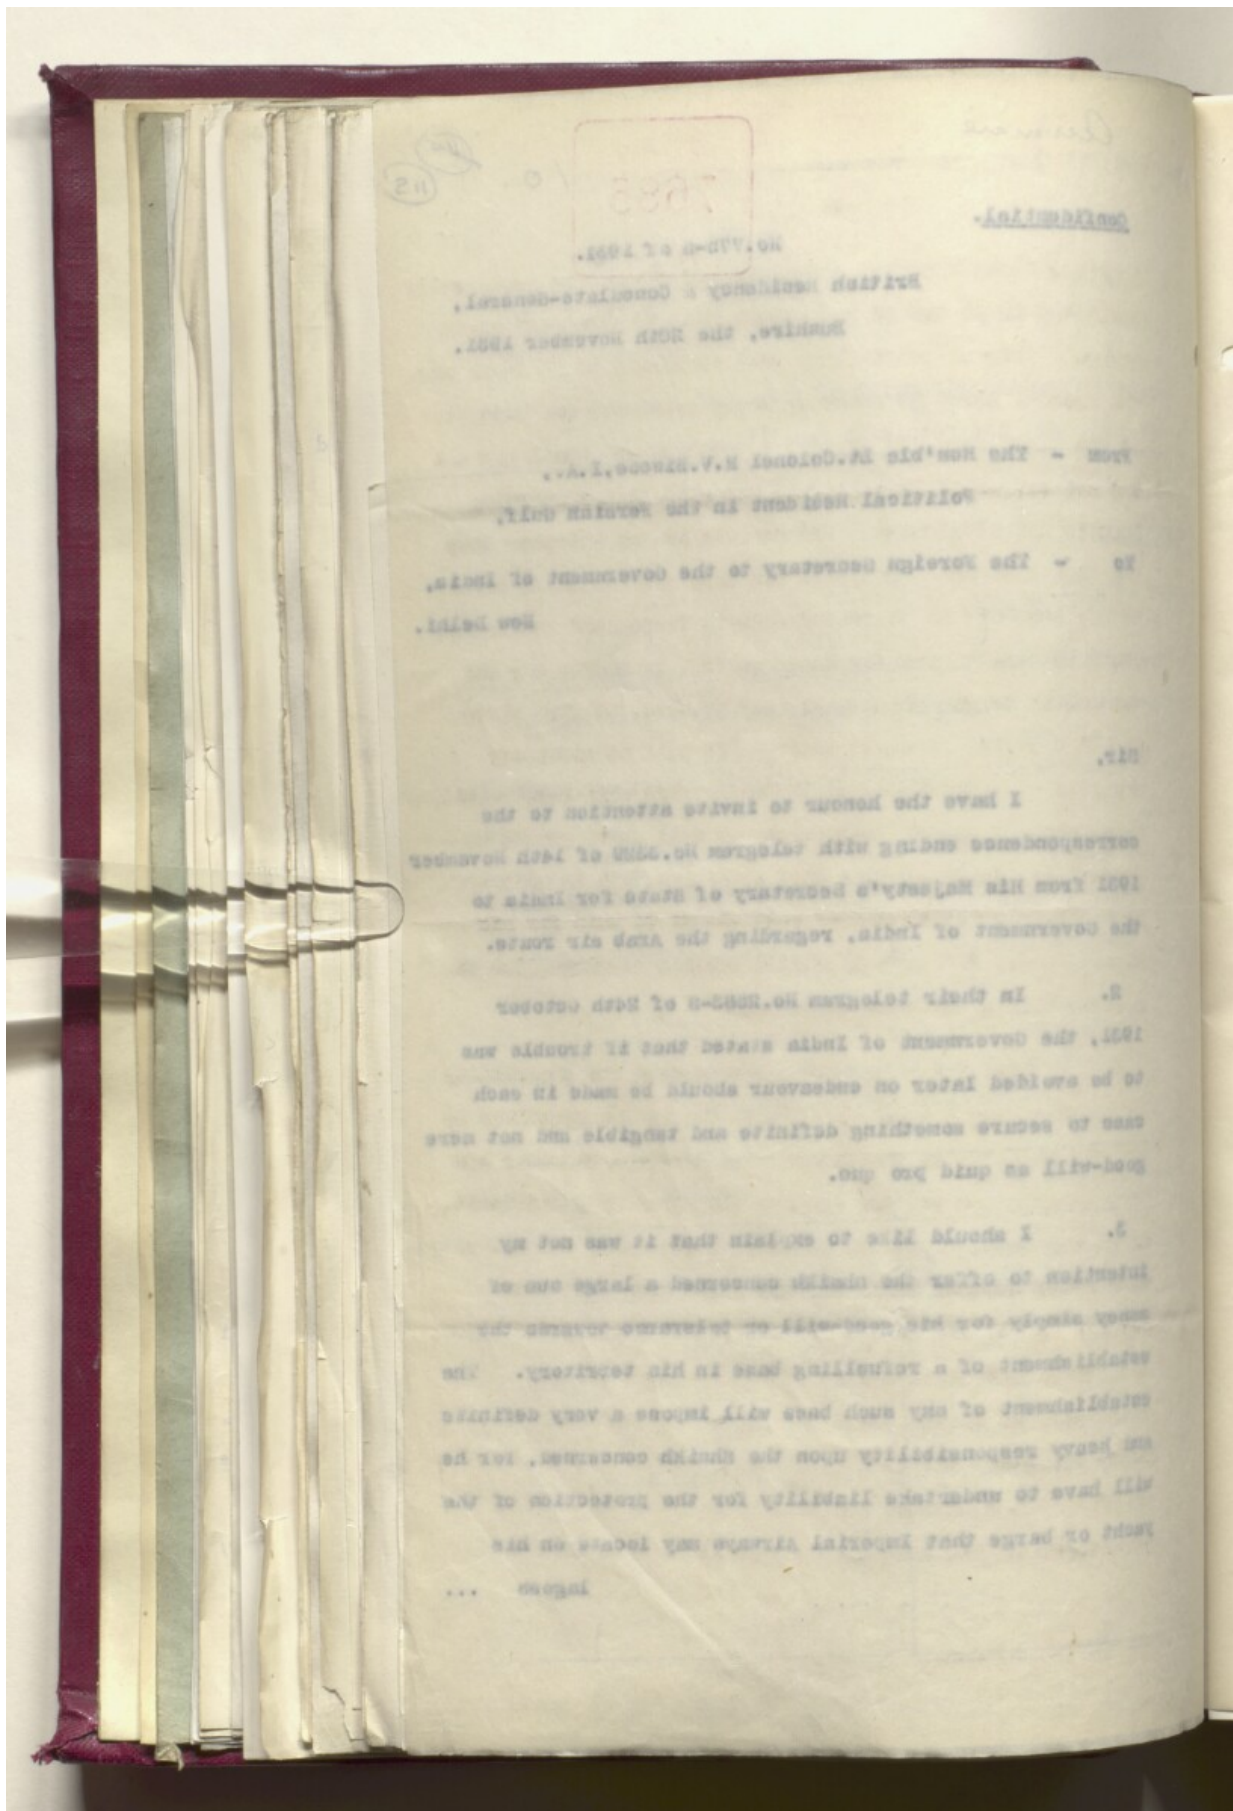 Confidential.
7683
of 1931.
British Residency & Consulate-General,
Bushire, the 20th November 1931.
From - The Hon'ble Lt.Colonel H.V.Biscoe,I.A.,
Political Resident in the Persian Gulf,
To - The Foreign Secretary to the Government of India,
New Delhi.
Sir,
I have the honour to invite attention to the
correspondence ending with telegram of 14th November
1931 from His Majesty's Secretary of State for India to
the Government of India, regarding the Arab air route.
2. In their telegram of 24th October
1931, the Government of India stated that if trouble was
to be avoided later on endeavour should be made in each
case to secure something definite and tangible and not mere
good-will as quid pro quo.
3. I should like to explain that it was not my
intention to offer the Shaikh concerned a large sum of
money simply for his good-will or tolerance towards the
establishment of a refuelling base in his territory. The
establishment of any such base will impose a very definite
and heavy responsibility upon the Shaikh concerned, for he
will have to undertake liability for the protection of the
yacht or barge that Imperial Airways may locate on his
lagoon ...